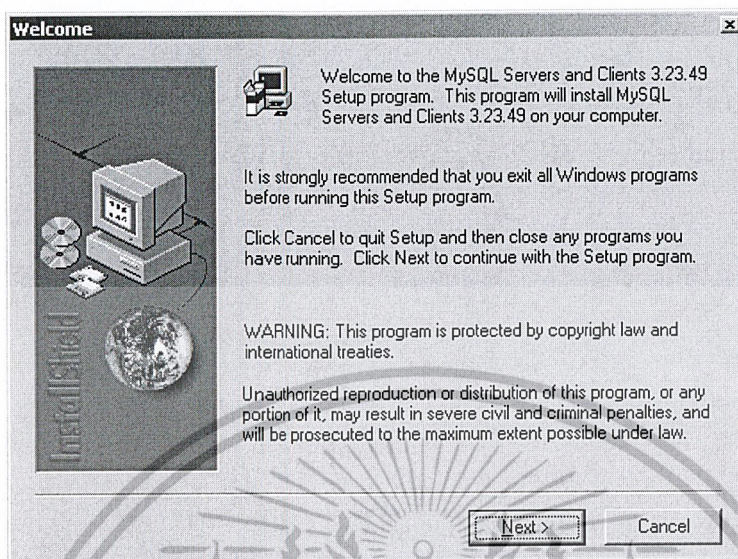 Welcome
Welcome to the MySQL Servers and Clients 3.23.49
Setup program. This program will install MySQL
Servers and Clients 3.23.49 on your computer.
It is strongly recommended that you exit all Windows programs
before running this Setup program.
Click Cancel to quit Setup and then close any programs you
have running. Click Next to continue with the Setup program.
WARNING: This program is protected by copyright law and
international treaties.
Unauthorized reproduction or distribution of this program, or any
portion of it, may result in severe civil and criminal penalties, and
will be prosecuted to the maximum extent possible under law.
InstallShield
Next >
Cancel